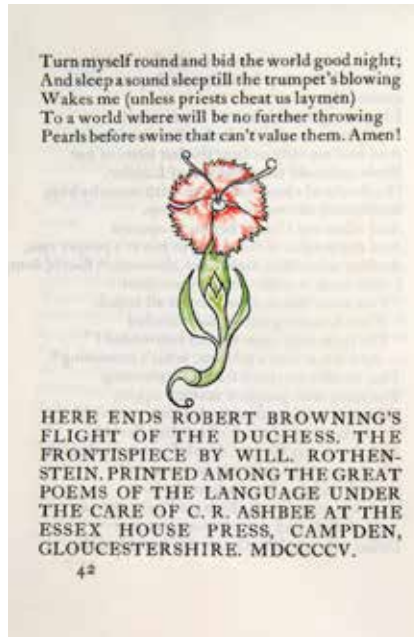 Turn myself round and bid the world good night;
And sleep a sound sleep till the trumpet's blowing
Wakes me (unless priests cheat us laymen)
To a world where will be no further throwing
Pearls before swine that can't value them. Amen!
HERE ENDS ROBERT BROWNING'S
FLIGHT OF THE DUCHESS. THE
FRONTISPIECE BY WILL. ROTHEN-
STEIN. PRINTED AMONG THE GREAT
POEMS OF THE LANGUAGE UNDER
THE CARE OF C. R. ASHBEE AT THE
ESSEX HOUSE PRESS, CAMPDEN,
GLOUCESTERSHIRE. MDCCCCV.
42